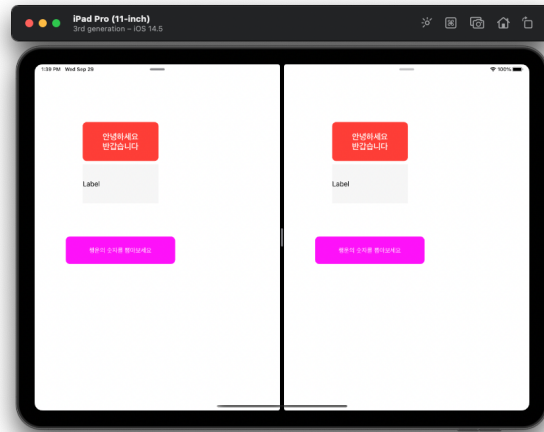 iPad Pro (11-inch)
3rd generation – iOS 14.5
1:39 PM Wed Sep 29
100%
안녕하세요
반갑습니다
Label
행운의 숫자를 뽑아보세요
안녕하세요
반갑습니다
Label
행운의 숫자를 뽑아보세요